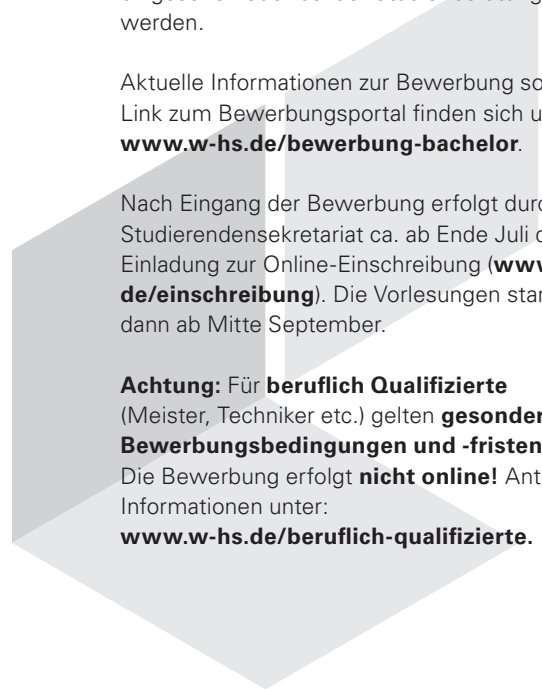 werden.
Aktuelle Informationen zur Bewerbung so
Link zum Bewerbungsportal finden sich u
www.w-hs.de/bewerbung-bachelor.
Nach Eingang der Bewerbung erfolgt durc
Studierendensekretariat ca. ab Ende Juli d
Einladung zur Online-Einschreibung (www
de/einschreibung). Die Vorlesungen star
dann ab Mitte September.
Achtung: Für beruflich Qualifizierte
(Meister, Techniker etc.) gelten gesonder
Bewerbungsbedingungen und -fristen
Die Bewerbung erfolgt nicht online! Ant
Informationen unter:
www.w-hs.de/beruflich-qualifizierte.